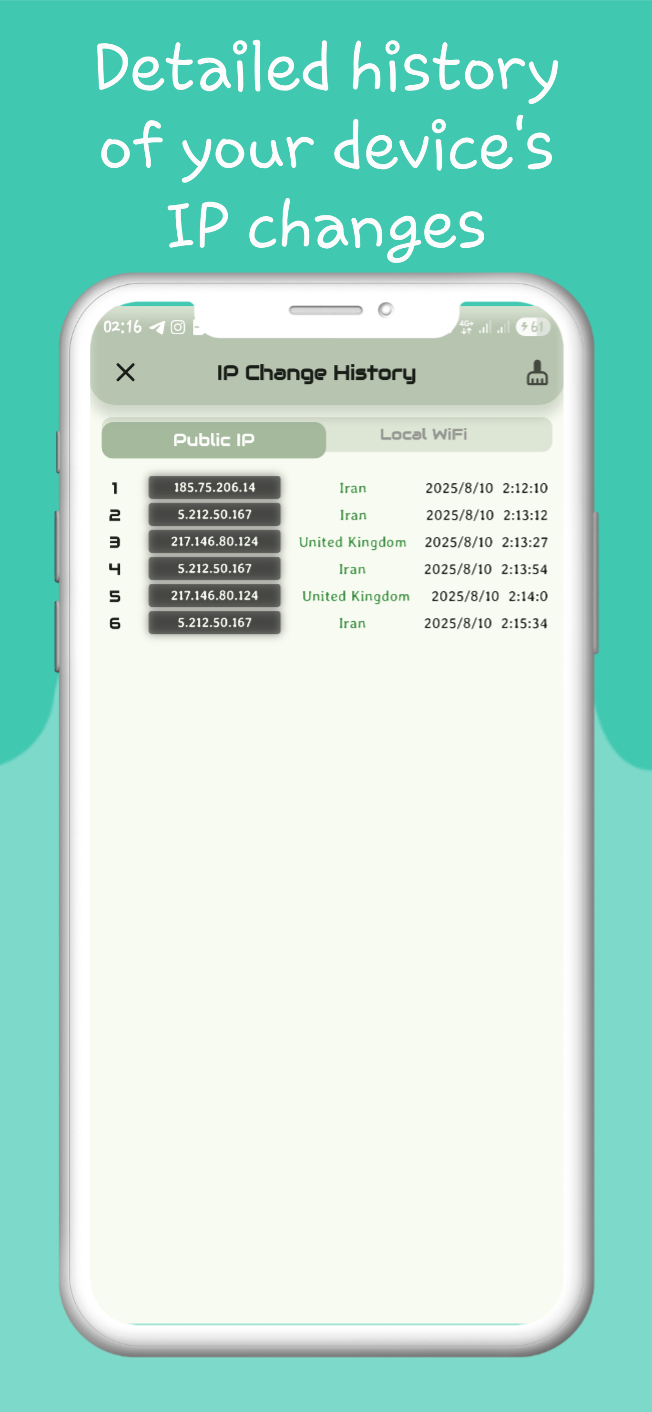 Detailed history
of your device's
IP changes
02:16 4G+ 61
IP Change History
Public IP Local WiFi
1 185.75.206.14 Iran 2025/8/10 2:12:10
2 5.212.50.167 Iran 2025/8/10 2:13:12
3 217.146.80.124 United Kingdom 2025/8/10 2:13:27
4 5.212.50.167 Iran 2025/8/10 2:13:54
5 217.146.80.124 United Kingdom 2025/8/10 2:14:0
6 5.212.50.167 Iran 2025/8/10 2:15:34